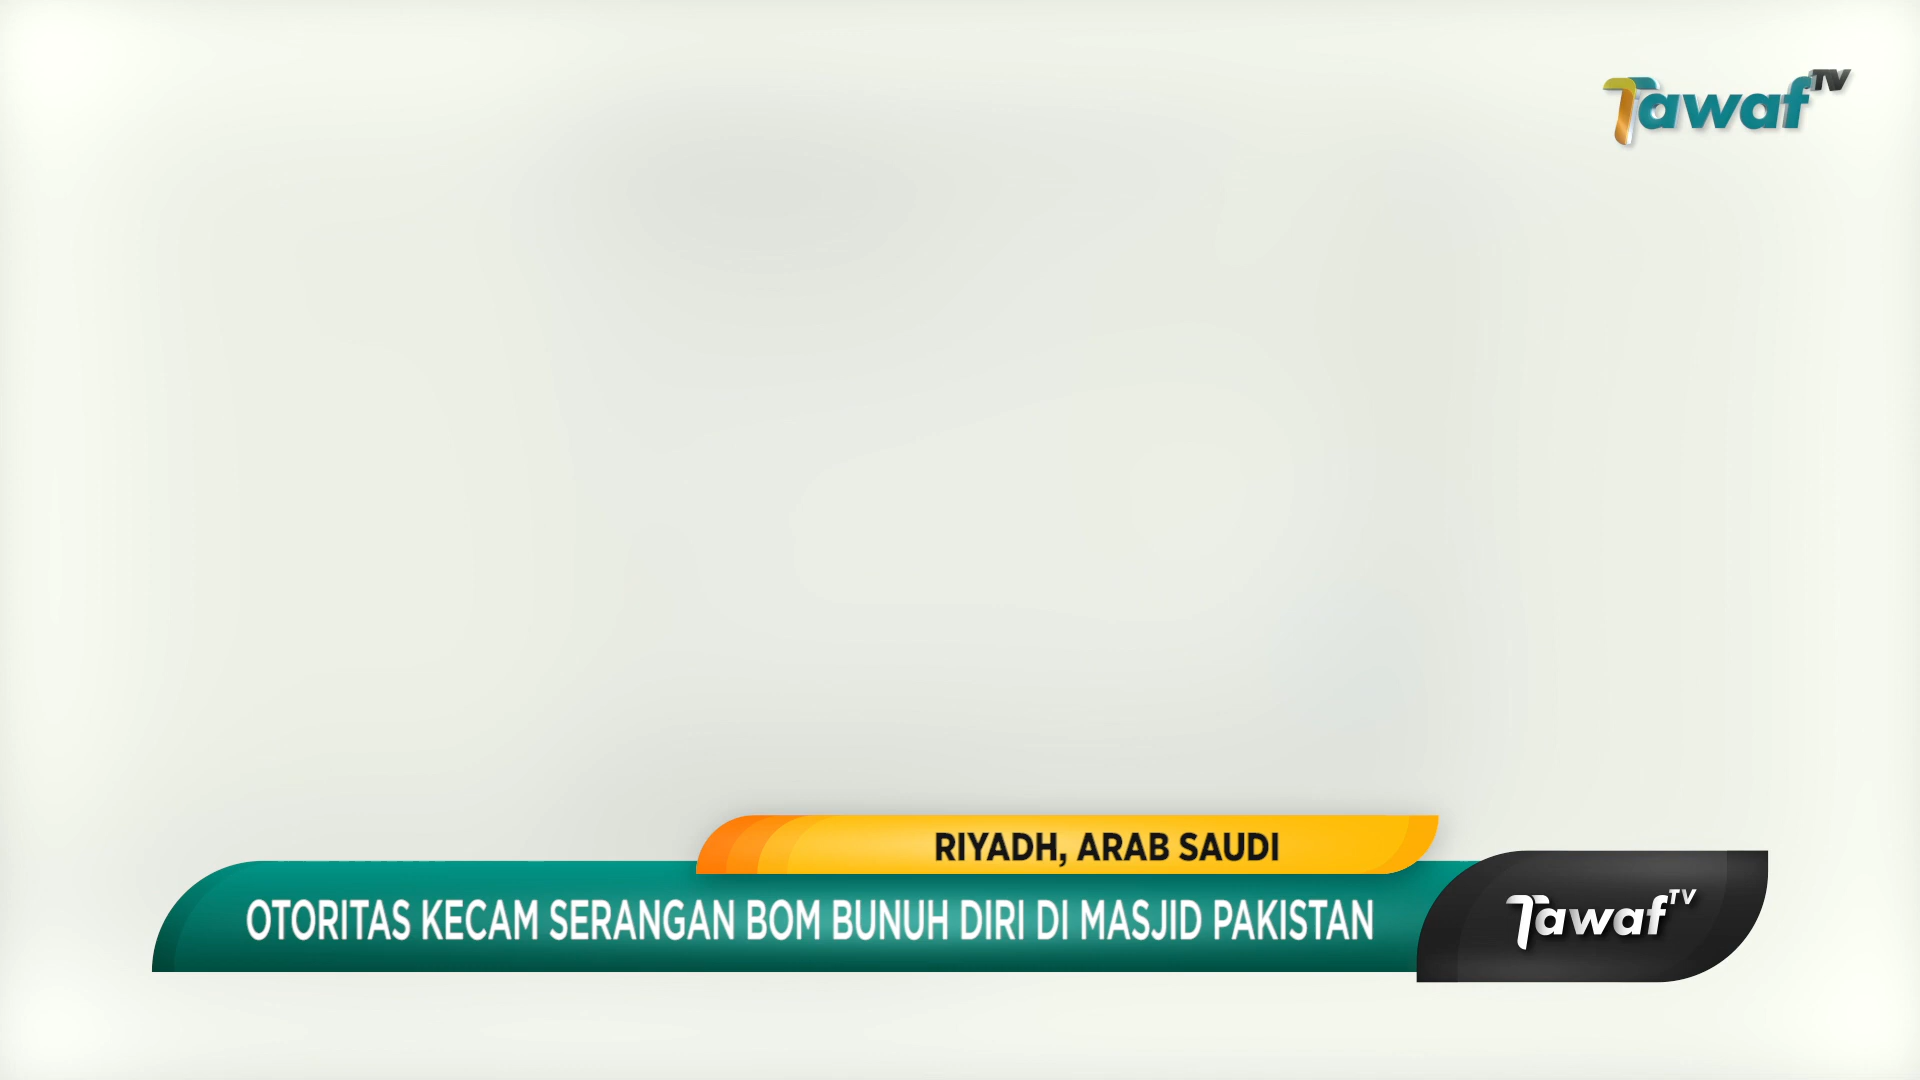 Tawaf TV
RIYADH, ARAB SAUDI
OTORITAS KECAM SERANGAN BOM BUNUH DIRI DI MASJID PAKISTAN
Tawaf TV